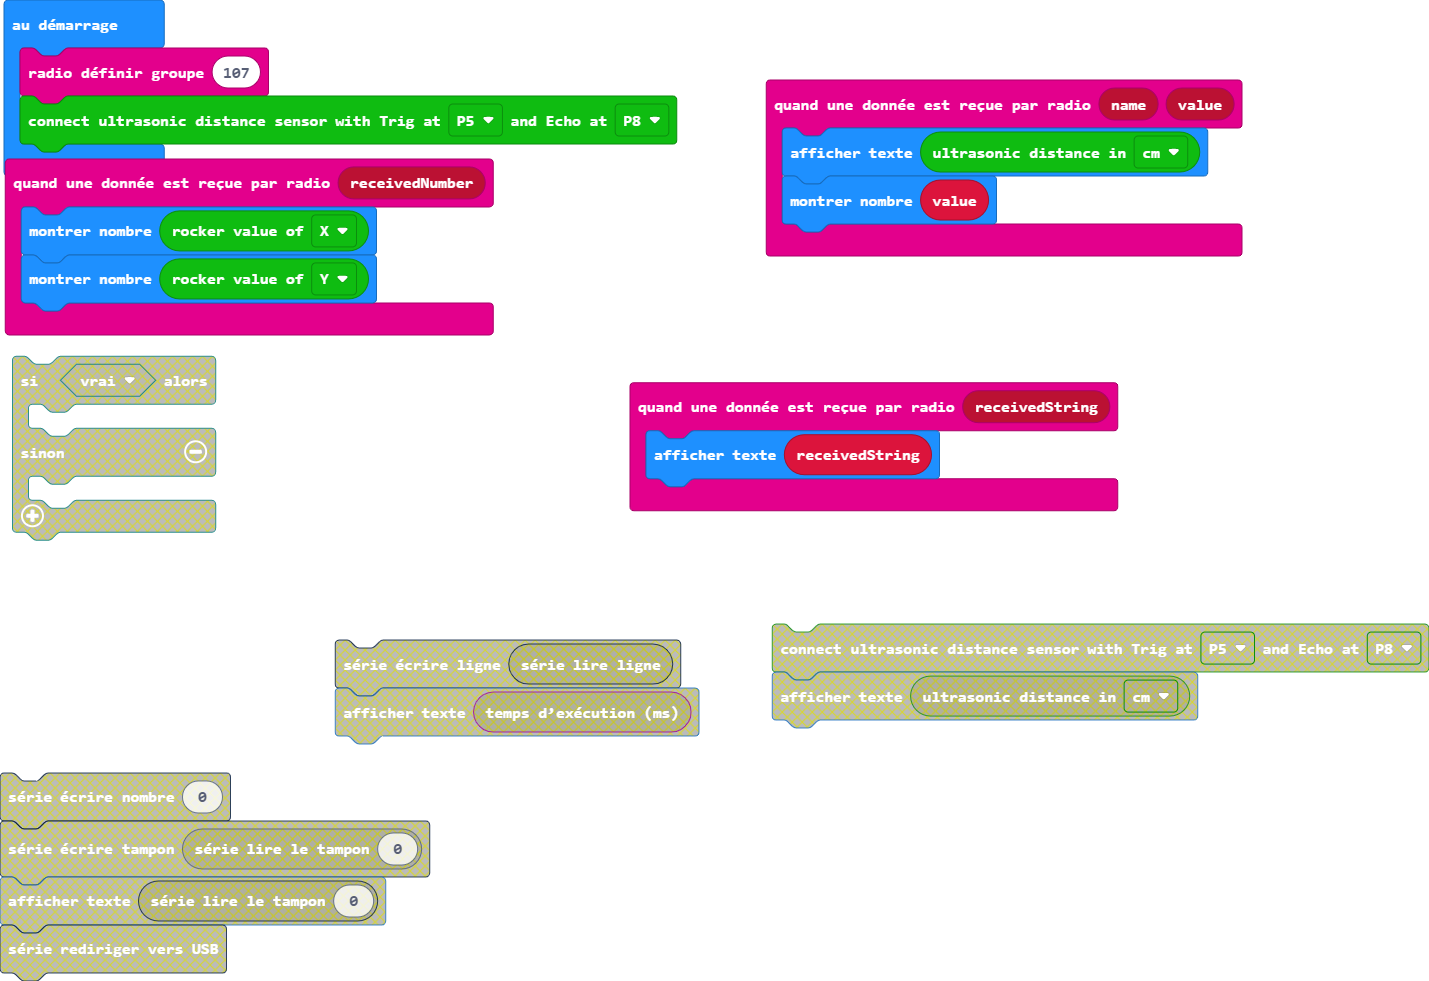 au démarrage
radio définir groupe 107
connect ultrasonic distance sensor with Trig at P5 and Echo at P8
quand une donnée est reçue par radio receivedNumber
montrer nombre rocker value of X
montrer nombre rocker value of Y
quand une donnée est reçue par radio name value
afficher texte ultrasonic distance in cm
montrer nombre value
si vrai alors
sinon
quand une donnée est reçue par radio receivedString
afficher texte receivedString
série écrire ligne série lire ligne
afficher texte temps d’exécution (ms)
connect ultrasonic distance sensor with Trig at P5 and Echo at P8
afficher texte ultrasonic distance in cm
série écrire nombre 0
série écrire tampon série lire le tampon 0
afficher texte série lire le tampon 0
série rediriger vers USB